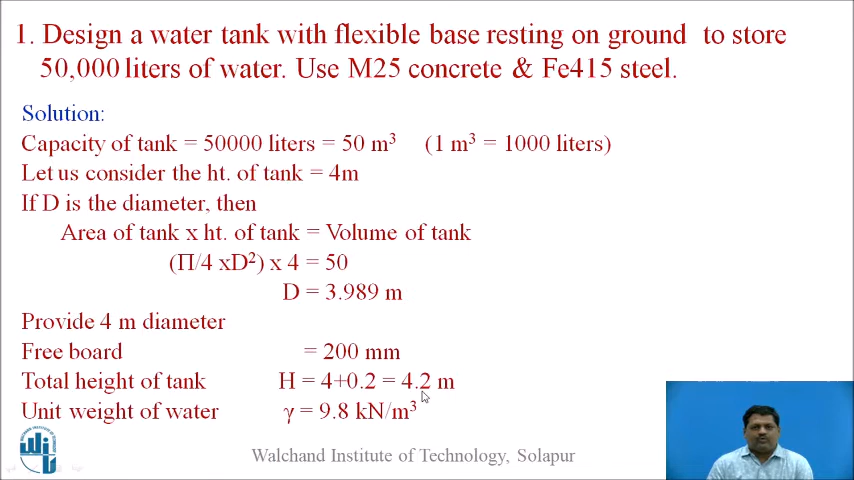 1. Design a water tank with flexible base resting on ground to store
50,000 liters of water. Use M25 concrete & Fe415 steel.
Solution:
Capacity of tank = 50000 liters = 50 m³ (1 m³ = 1000 liters)
Let us consider the ht. of tank = 4m
If D is the diameter, then
Area of tank x ht. of tank = Volume of tank
(Π/4 xD²) x 4 = 50
D = 3.989 m
Provide 4 m diameter
Free board = 200 mm
Total height of tank H = 4+0.2 = 4.2 m
Unit weight of water γ = 9.8 kN/m³
Walchand Institute of Technology, Solapur